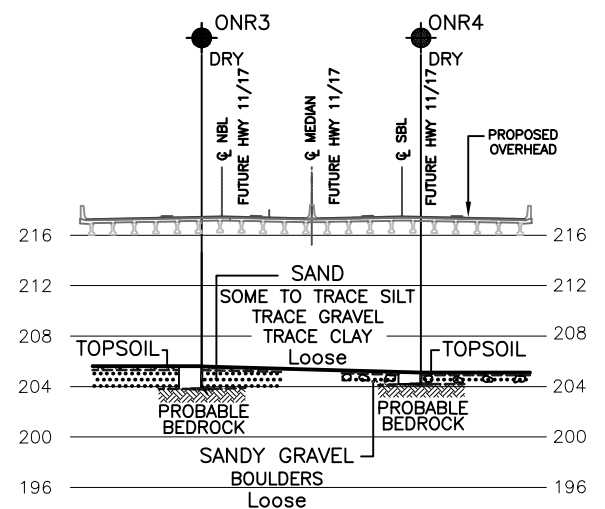 ONR3
ONR4
DRY
DRY
℄ NBL
FUTURE HWY 11/17
℄ MEDIAN
FUTURE HWY 11/17
℄ SBL
FUTURE HWY 11/17
PROPOSED
OVERHEAD
216
216
212
212
SAND
SOME TO TRACE SILT
TRACE GRAVEL
TRACE CLAY
Loose
208
208
TOPSOIL
TOPSOIL
204
204
PROBABLE
BEDROCK
PROBABLE
BEDROCK
200
200
SANDY GRAVEL
BOULDERS
Loose
196
196